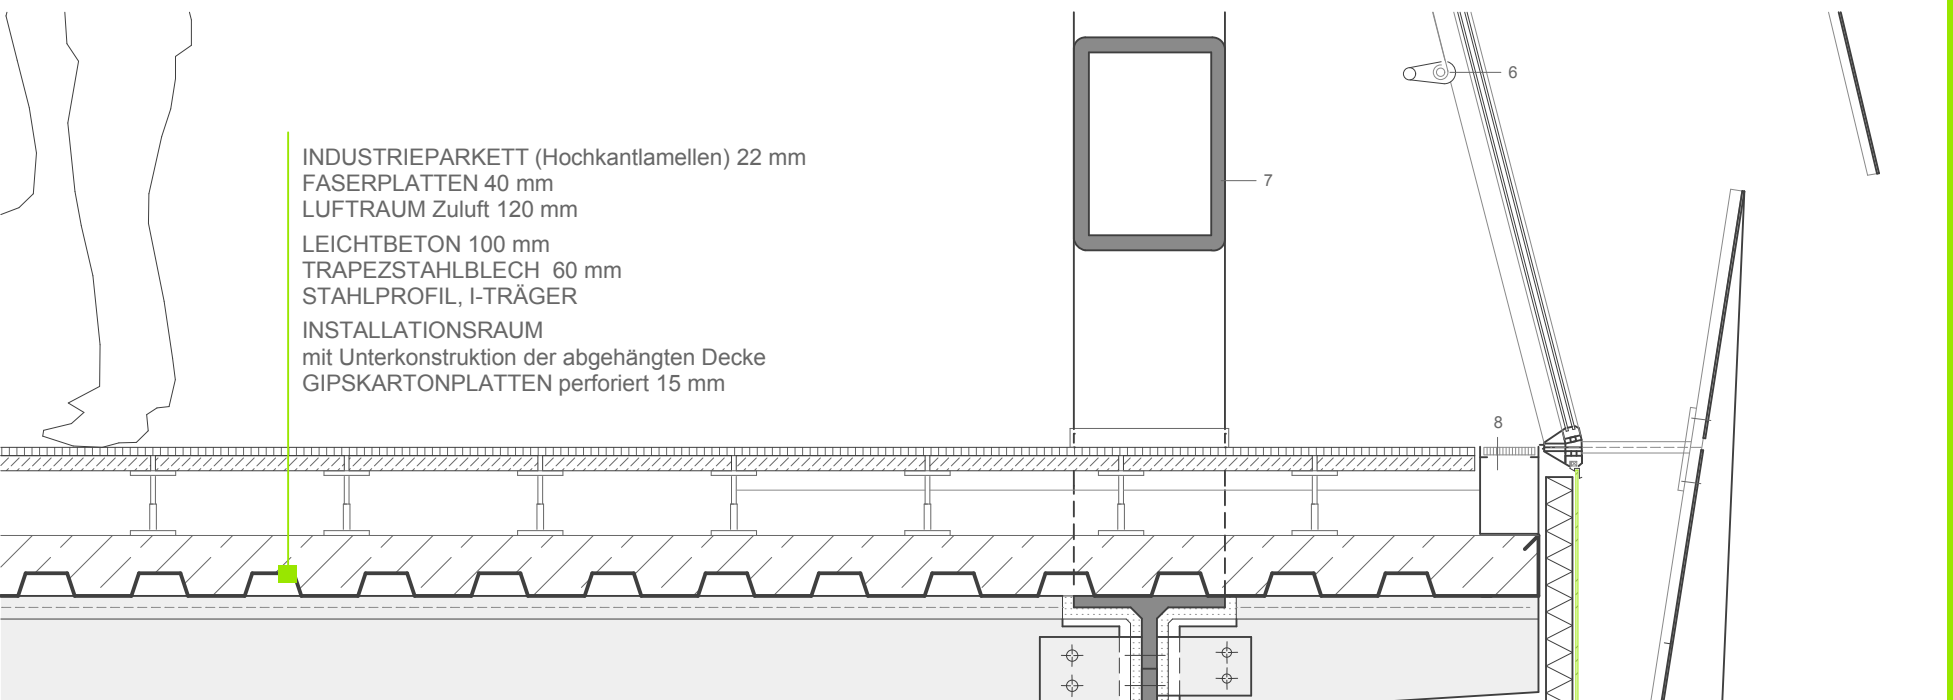 6
INDUSTRIEPARKETT (Hochkantlamellen) 22 mm
FASERPLATTEN 40 mm
7
LUFTRAUM Zuluft 120 mm
LEICHTBETON 100 mm
TRAPEZSTAHLBLECH  60 mm
STAHLPROFIL, I-TRÄGER
INSTALLATIONSRAUM
mit Unterkonstruktion der abgehängten Decke
GIPSKARTONPLATTEN perforiert 15 mm
8